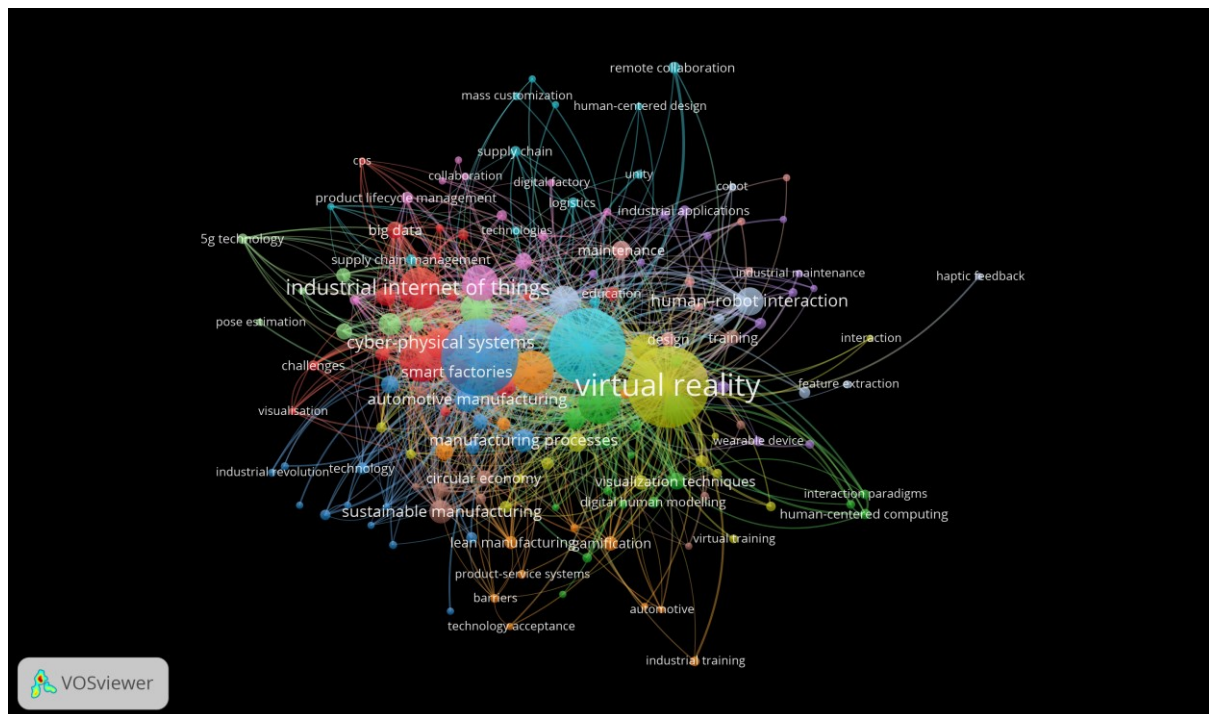 remote collaboration
mass customization
human-centered design
supply chain
cps
collaboration
digital factory
unity
cobot
product lifecycle management
logistics
industrial applications
big data
technologies
5g technology
maintenance
supply chain management
industrial maintenance
haptic feedback
industrial internet of things
education
human–robot interaction
pose estimation
cyber-physical systems
design
training
interaction
challenges
smart factories
virtual reality
feature extraction
automotive manufacturing
visualisation
manufacturing processes
wearable device
industrial revolution
technology
circular economy
visualization techniques
interaction paradigms
digital human modelling
sustainable manufacturing
human-centered computing
lean manufacturing
gamification
virtual training
product-service systems
barriers
automotive
technology acceptance
industrial training
VOSviewer